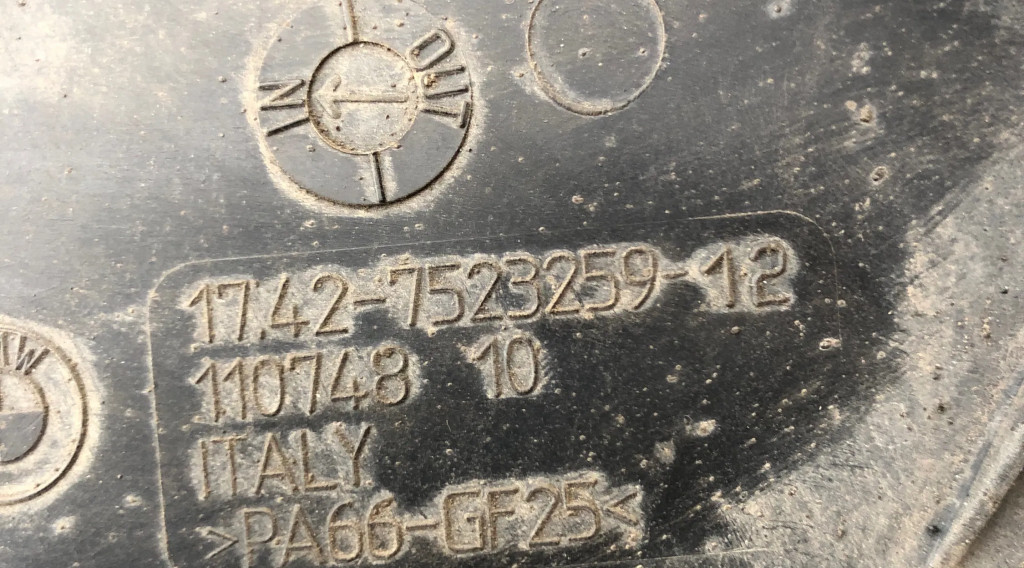 IN OUT
17.42-7523259-12
110748 10
ITALY
>PA66-GF25<